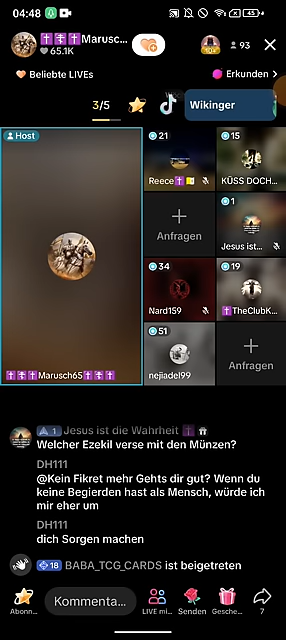 04:48
45
✝️☦️✝️Marusc...
65.1K
93
Beliebte LIVEs
Erkunden >
3/5
Wikinger
Host
21
15
Reece✝️
KÜSS DOCH...
Anfragen
1
Jesus ist...
34
19
Nard159
✝️TheClubK...
51
✝️☦️✝️Marusch65✝️☦️✝️
nejiadel99
Anfragen
1 Jesus ist die Wahrheit ✝️
Welcher Ezekil verse mit den Münzen?
DH111
@Kein Fikret mehr Gehts dir gut? Wenn du
keine Begierden hast als Mensch, würde ich
mir eher um
DH111
dich Sorgen machen
18 BABA_TCG_CARDS ist beigetreten
Kommenta...
Abonn... LIVE mi... Senden Gesche... 7